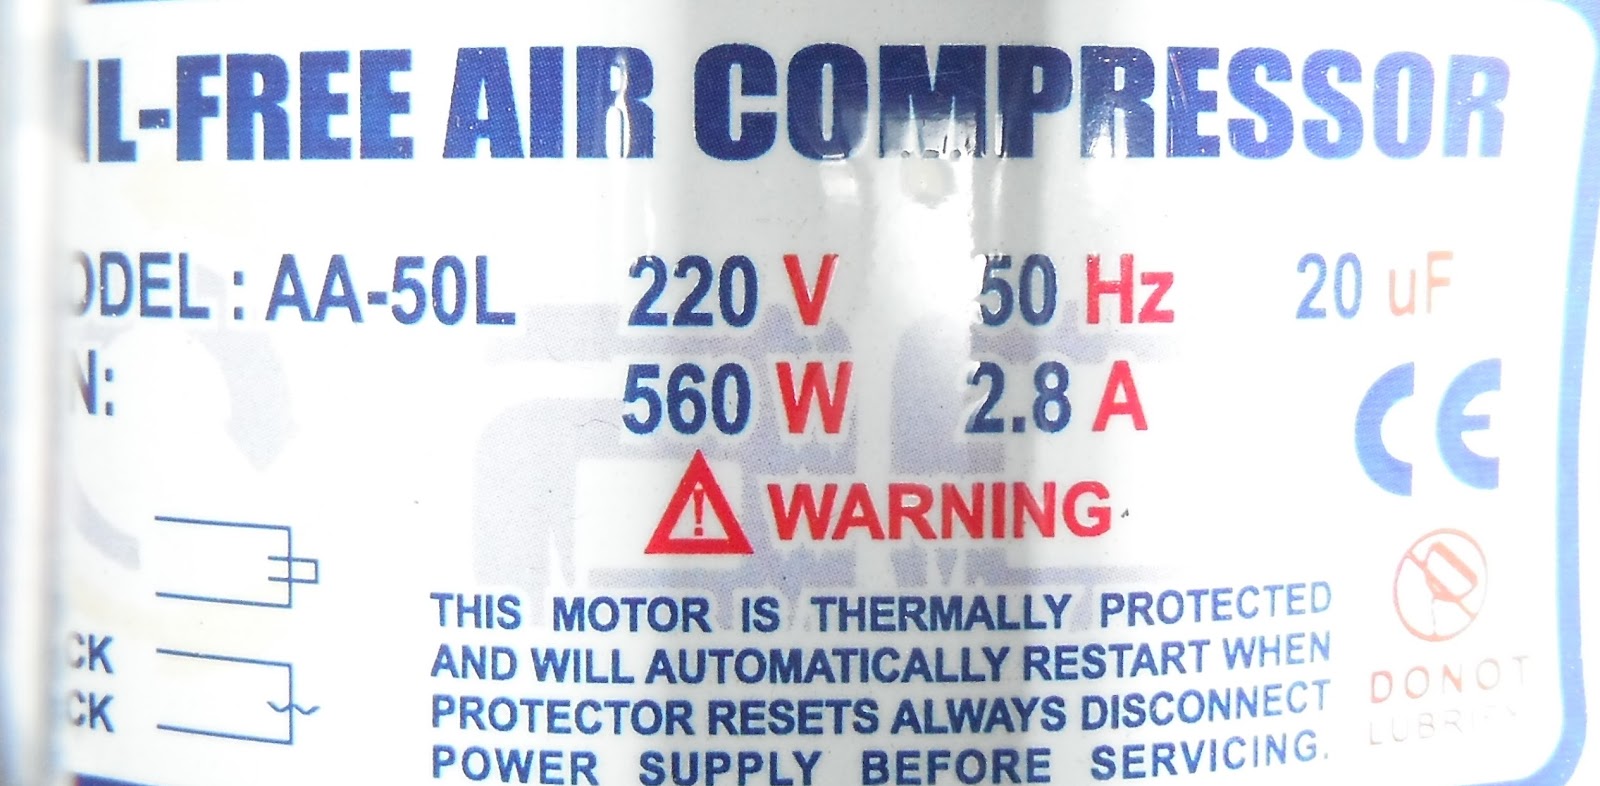 IL-FREE AIR COMPRESSOR
ODEL : AA-50L 220 V 50 Hz 20 uF
N: 560 W 2.8 A
CE
WARNING
THIS MOTOR IS THERMALLY PROTECTED
AND WILL AUTOMATICALLY RESTART WHEN
PROTECTOR RESETS ALWAYS DISCONNECT
POWER SUPPLY BEFORE SERVICING.
CK
CK
DONOT